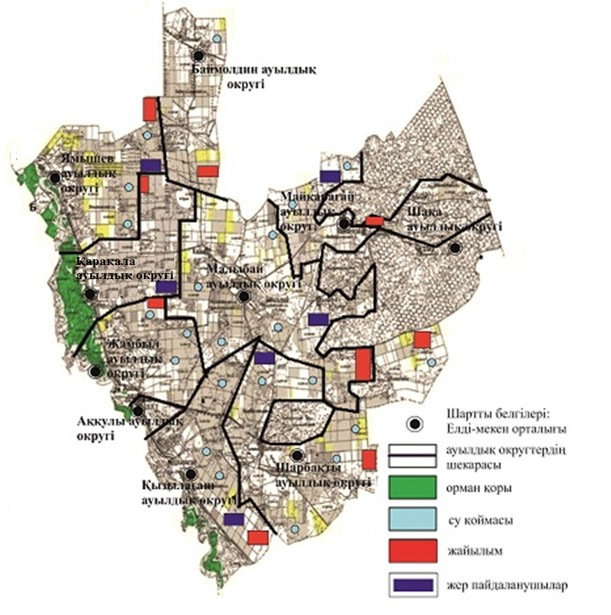 Баймолдин ауылдық
округі
Ямышев
ауылдық
округі
Б
Майқарағай
ауылдық
округі
Шақа
ауылдық округі
Қарақала
ауылдық округі
Малыбай
ауылдық округі
Жамбыл
ауылдық
округі
Аққулы ауылдық
округі
Қызылағаш
ауылдық округі
Шарбақты
ауылдық округі
Шартты белгілері:
Елді-мекен орталығы
ауылдық округтердің
шекарасы
орман қоры
су қоймасы
жайылым
жер пайдаланушылар